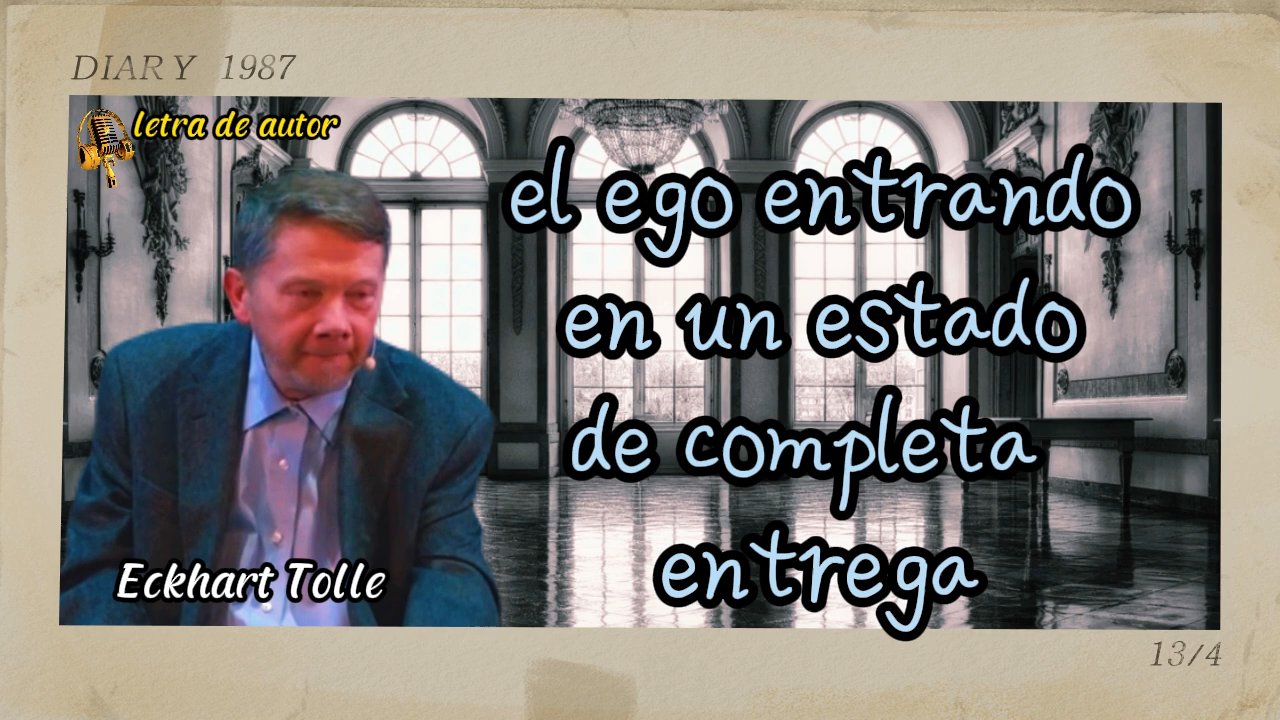 DIARY 1987
letra de autor
el ego entrando
en un estado
de completa
entrega
Eckhart Tolle
13/4